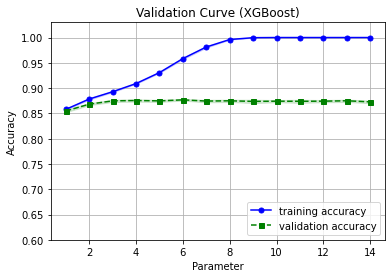 Validation Curve (XGBoost)
1.00
0.95
0.90
0.85
0.80
0.75
0.70
0.65
0.60
Accuracy
training accuracy
validation accuracy
2 4 6 8 10 12 14
Parameter